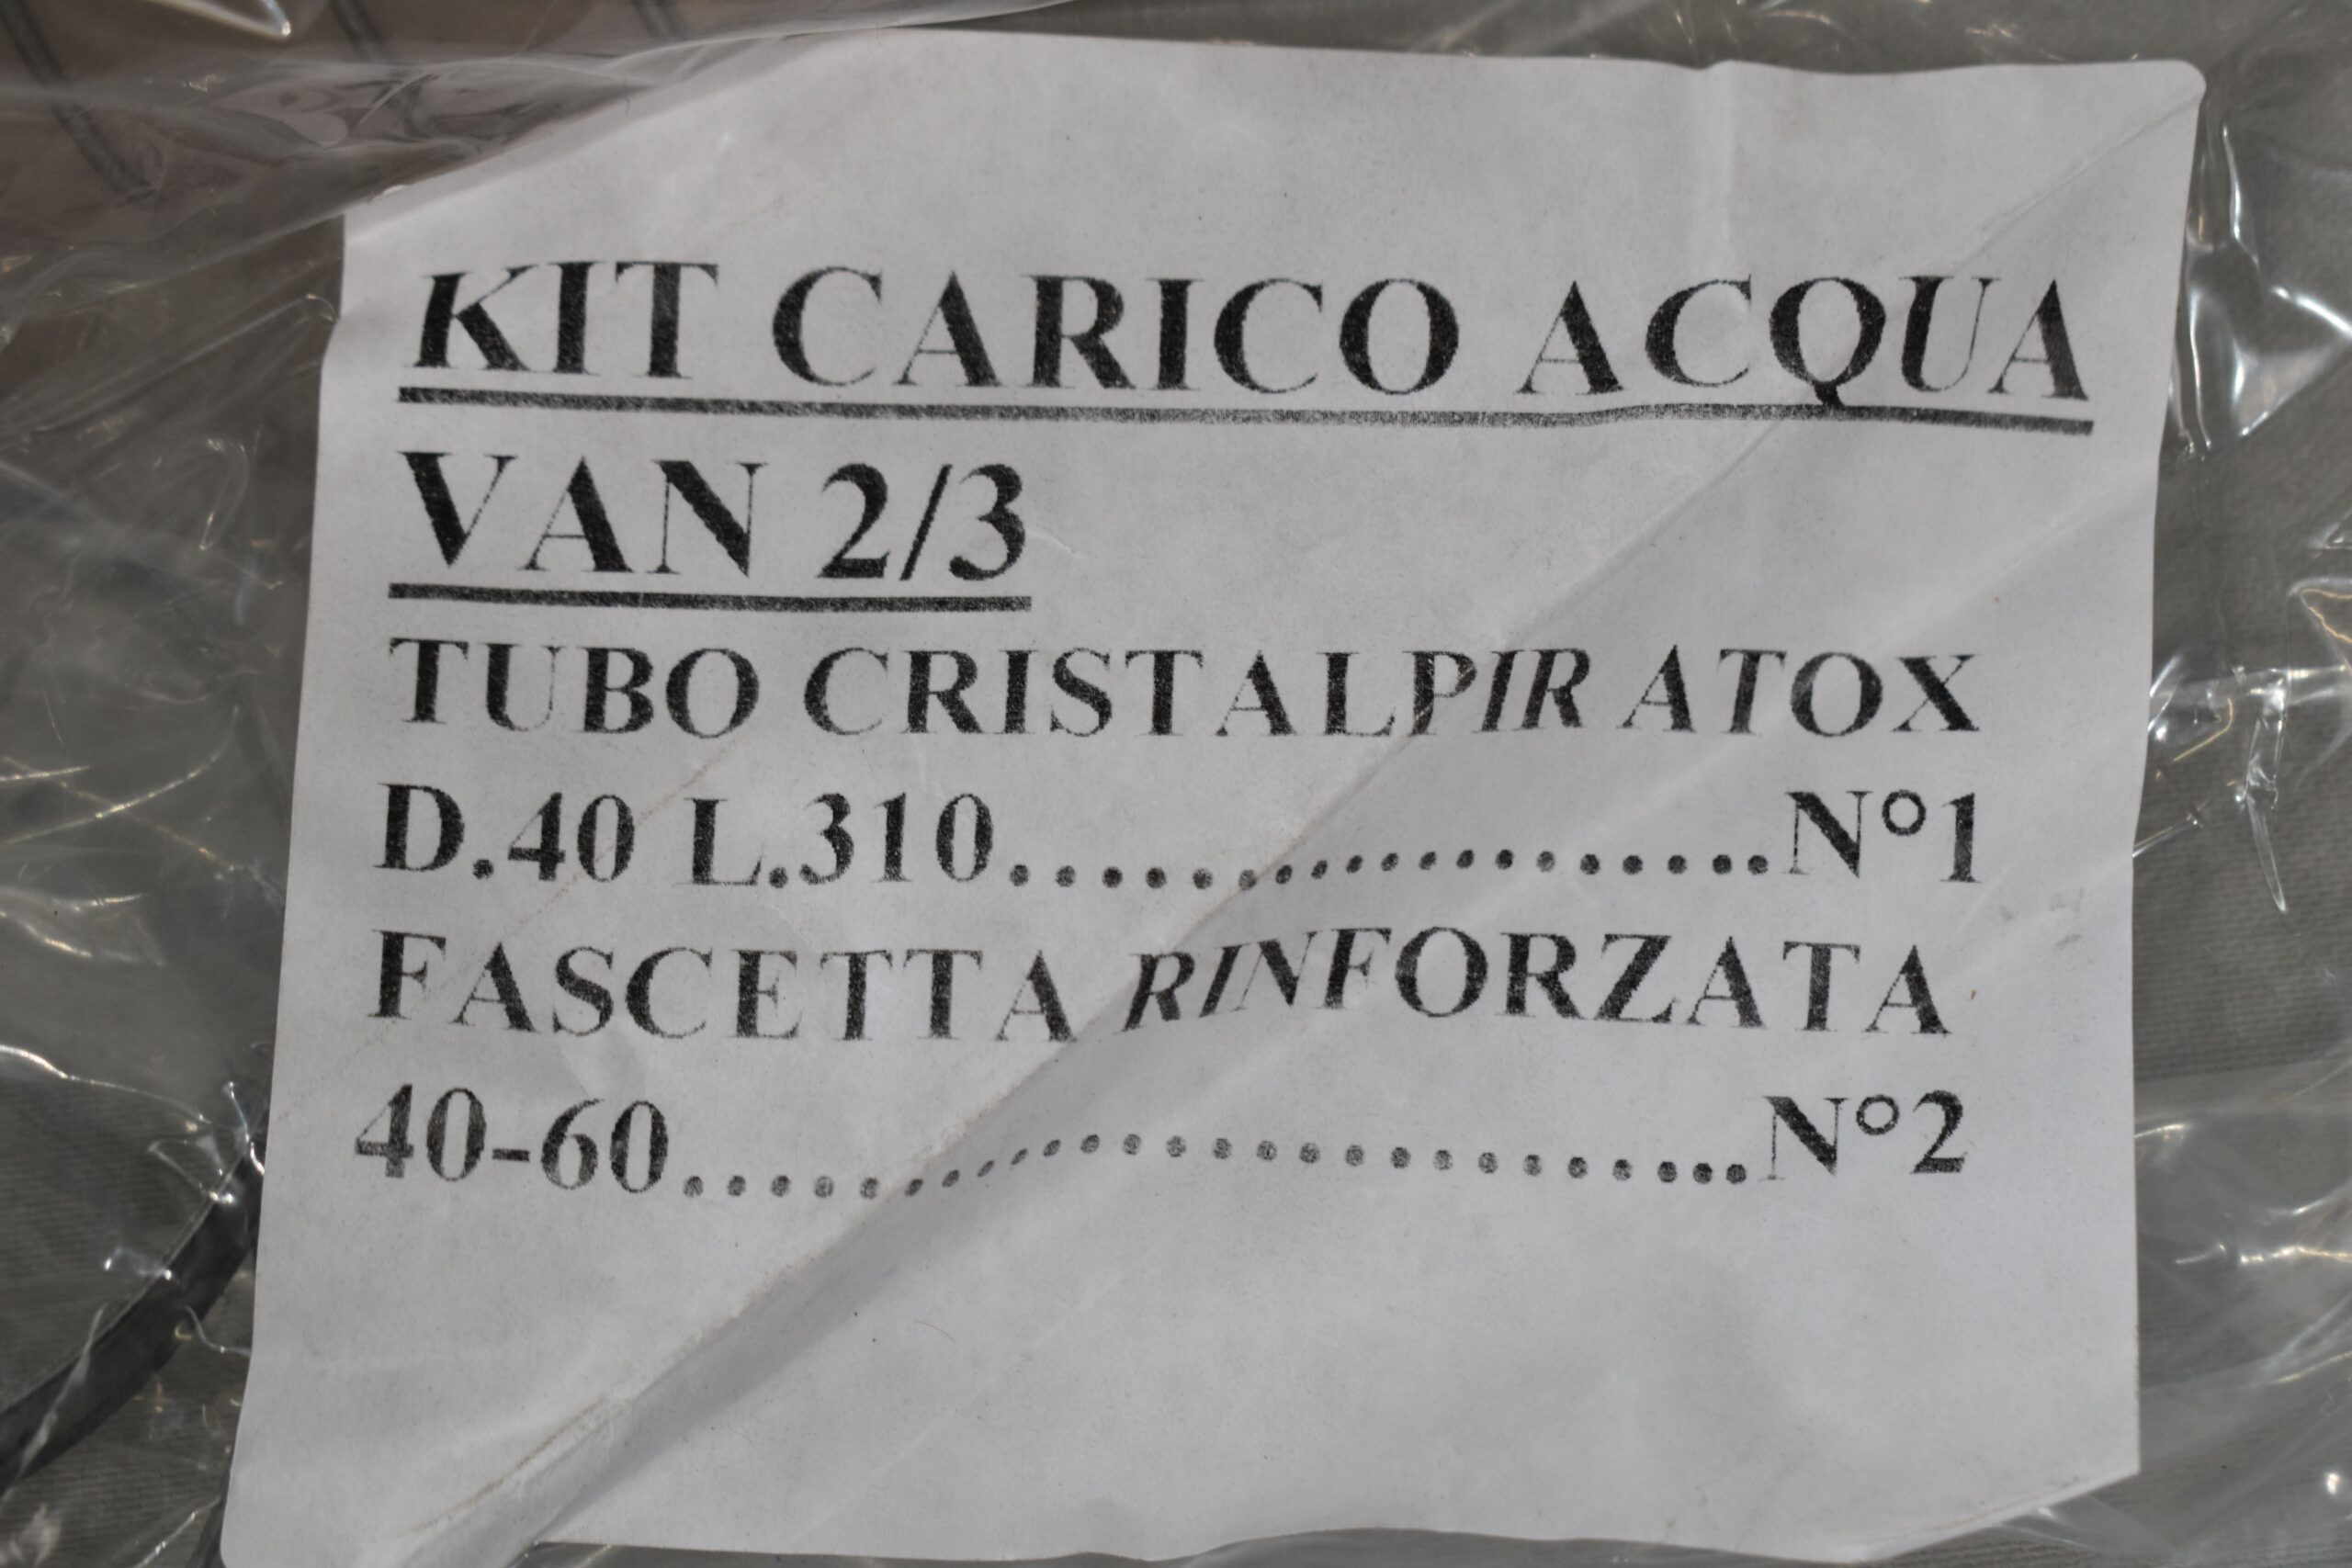 KIT CARICO ACQUA
VAN 2/3
TUBO CRISTALPIR ATOX
D.40 L.310....................N°1
FASCETTA RINFORZATA
40-60.........................N°2